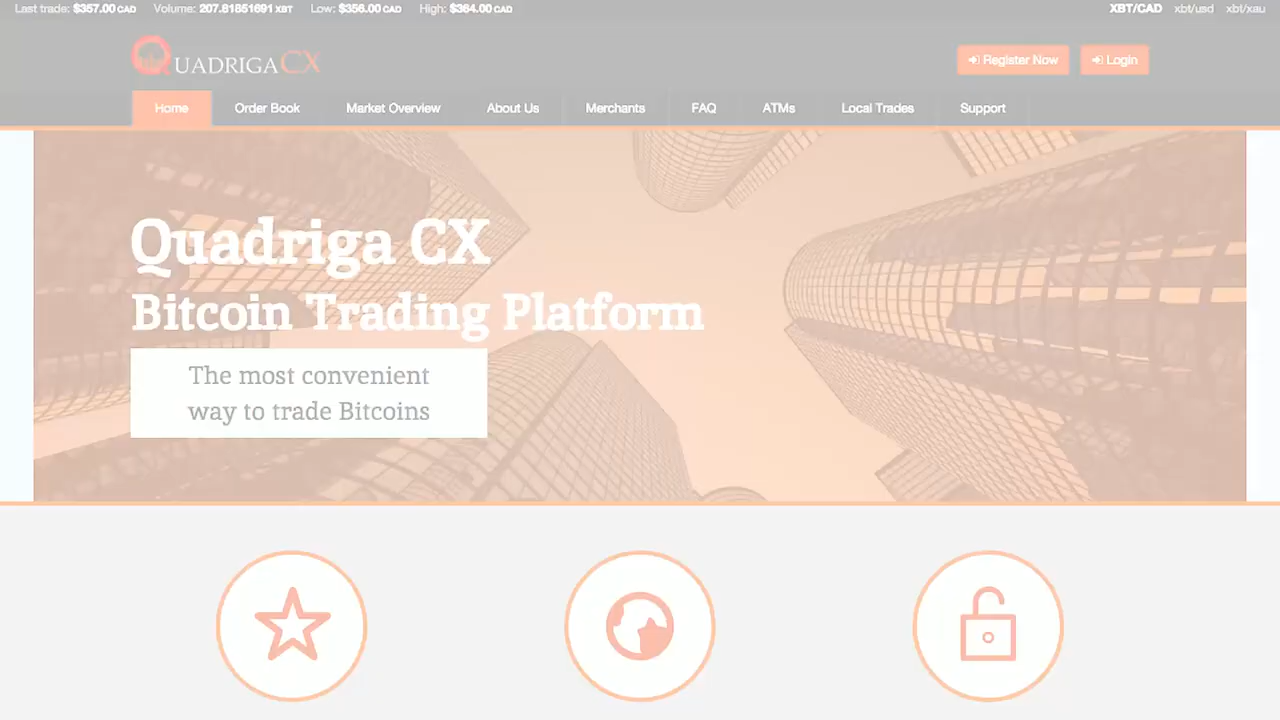 Last trade: $357.00 CAD Volume: 207.81851691 XBT Low: $356.00 CAD High: $364.00 CAD XBT/CAD xbt/usd xbt/xau
QUADRIGACX
Register Now Login
Home Order Book Market Overview About Us Merchants FAQ ATMs Local Trades Support
Quadriga CX
Bitcoin Trading Platform
The most convenient
way to trade Bitcoins